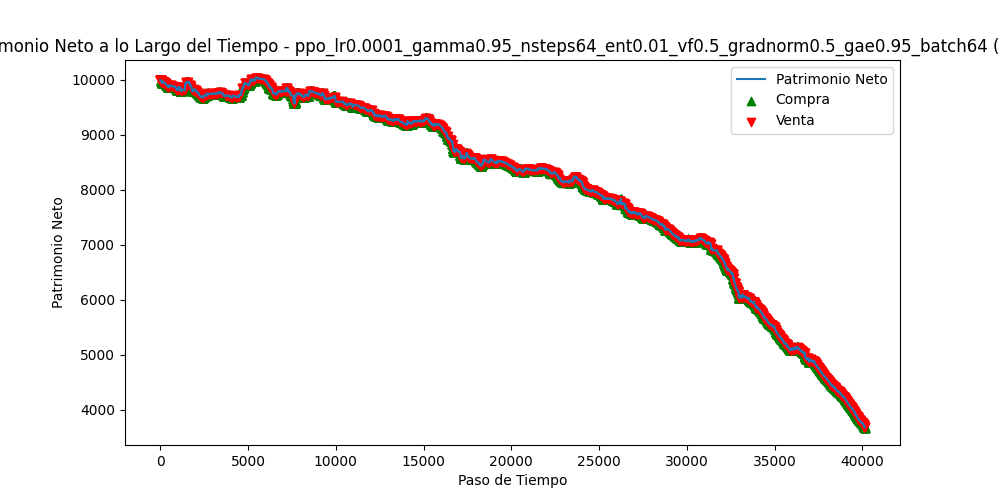 monio Neto a lo Largo del Tiempo - ppo_lr0.0001_gamma0.95_nsteps64_ent0.01_vf0.5_gradnorm0.5_gae0.95_batch64 (
Patrimonio Neto
Compra
Venta
Patrimonio Neto
10000
9000
8000
7000
6000
5000
4000
0 5000 10000 15000 20000 25000 30000 35000 40000
Paso de Tiempo